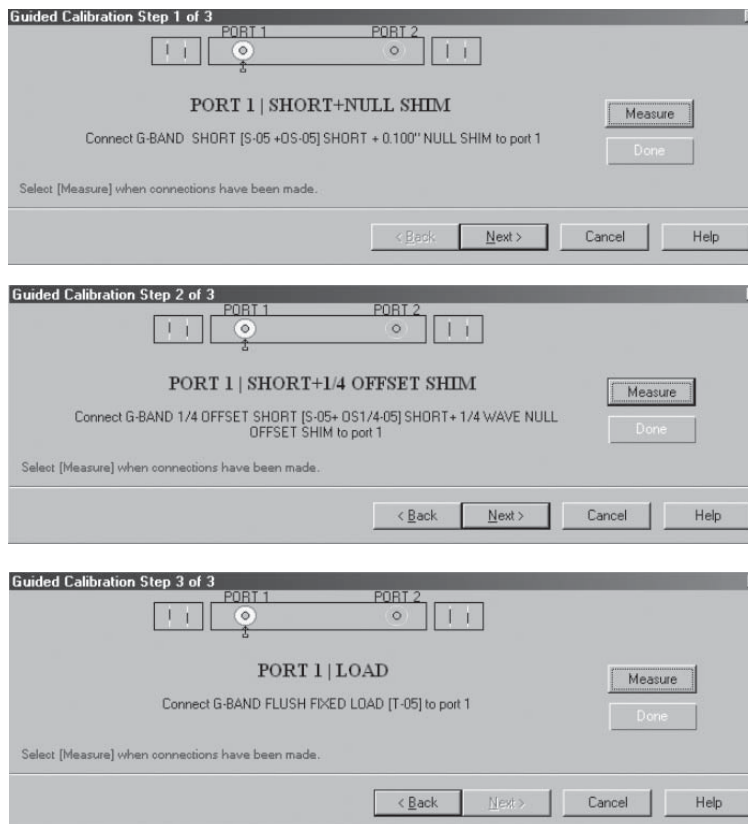 Guided Calibration Step 1 of 3
PORT 1 PORT 2
PORT 1 | SHORT+NULL SHIM
Connect G-BAND SHORT [S-05 +OS-05] SHORT + 0.100" NULL SHIM to port 1
Measure
Done
Select [Measure] when connections have been made.
< Back Next > Cancel Help
Guided Calibration Step 2 of 3
PORT 1 PORT 2
PORT 1 | SHORT+1/4 OFFSET SHIM
Connect G-BAND 1/4 OFFSET SHORT [S-05+ OS1/4-05] SHORT+ 1/4 WAVE NULL
OFFSET SHIM to port 1
Measure
Done
Select [Measure] when connections have been made.
< Back Next > Cancel Help
Guided Calibration Step 3 of 3
PORT 1 PORT 2
PORT 1 | LOAD
Connect G-BAND FLUSH FIXED LOAD [T-05] to port 1
Measure
Done
Select [Measure] when connections have been made.
< Back Next > Cancel Help